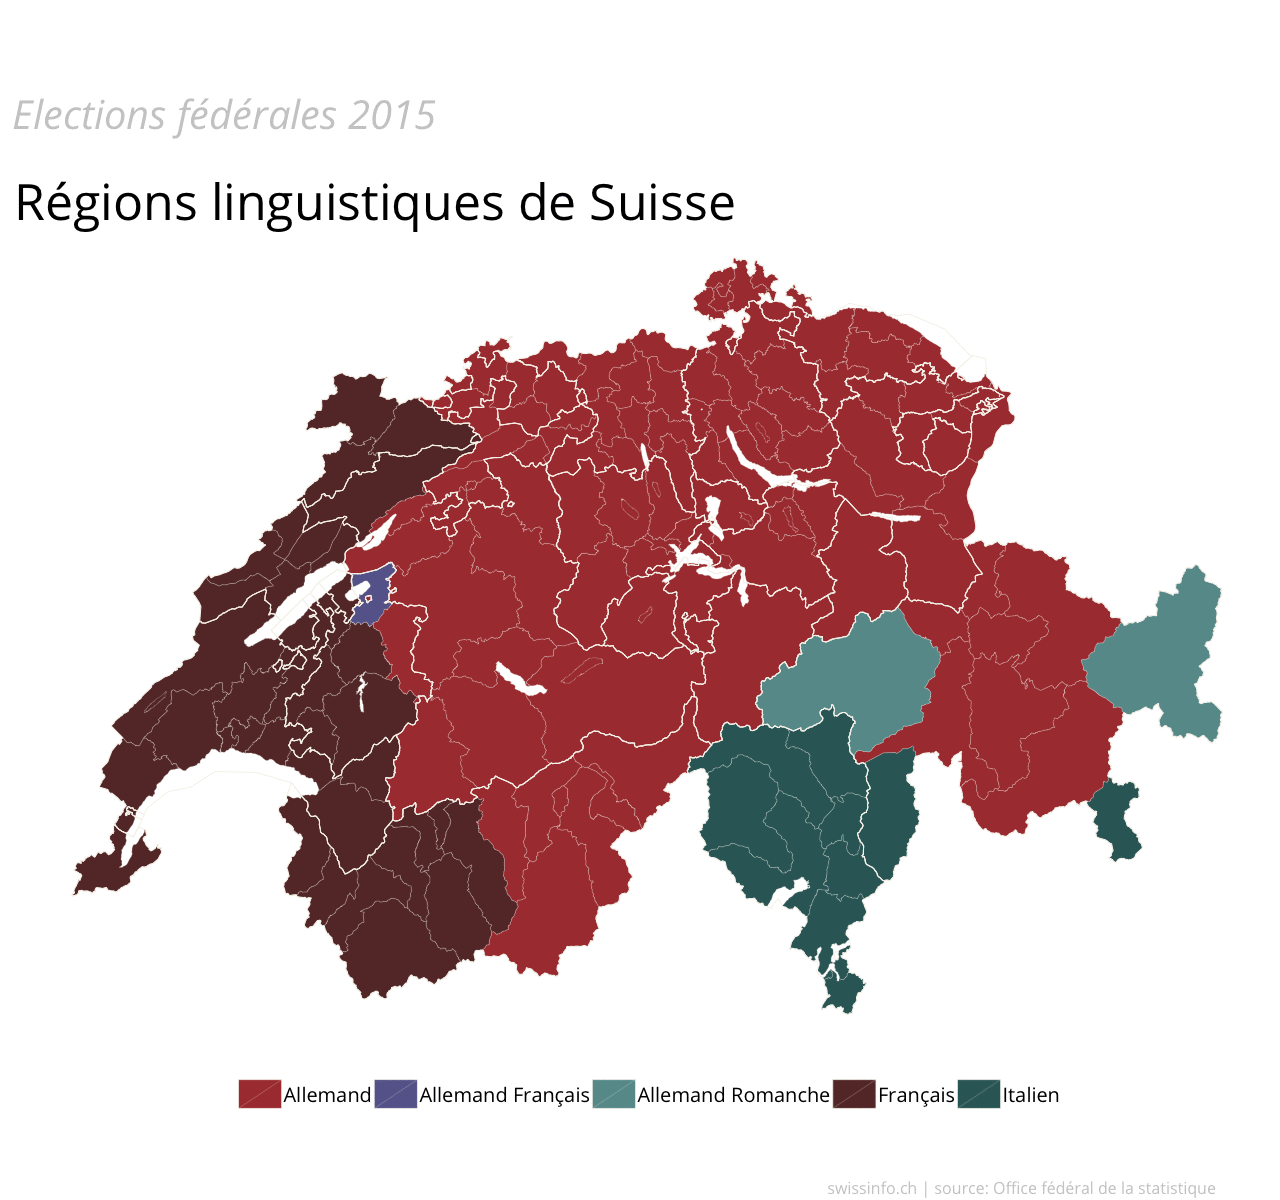 Elections fédérales 2015
Régions linguistiques de Suisse
Allemand Allemand Français Allemand Romanche Français Italien
swissinfo.ch | source: Office fédéral de la statistique